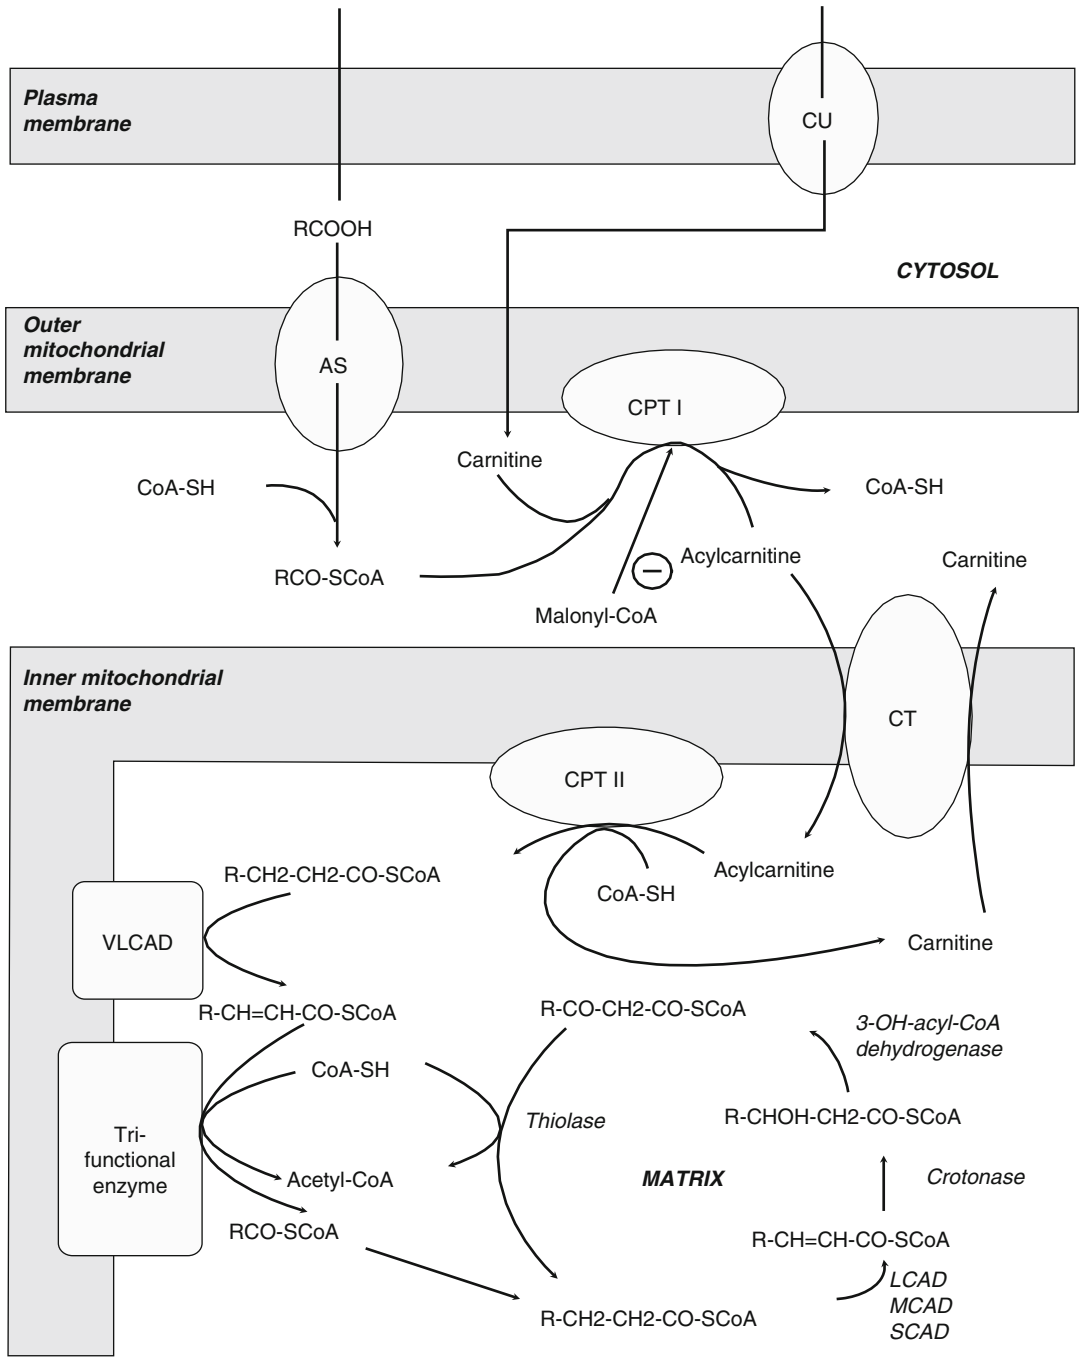 CU
Plasma
membrane
RCOOH
CYTOSOL
Outer
mitochondrial
membrane
AS
CPT I
Carnitine
CoA-SH
CoA-SH
Acylcarnitine
Carnitine
RCO-SCoA
Malonyl-CoA
Inner mitochondrial
membrane
CT
CPT II
R-CH2-CH2-CO-SCoA
Acylcarnitine
CoA-SH
VLCAD
Carnitine
R-CH=CH-CO-SCoA
R-CO-CH2-CO-SCoA
3-OH-acyl-CoA
dehydrogenase
CoA-SH
Thiolase
R-CHOH-CH2-CO-SCoA
Tri-
functional
enzyme
Acetyl-CoA
MATRIX
Crotonase
RCO-SCoA
R-CH=CH-CO-SCoA
LCAD
MCAD
SCAD
R-CH2-CH2-CO-SCoA